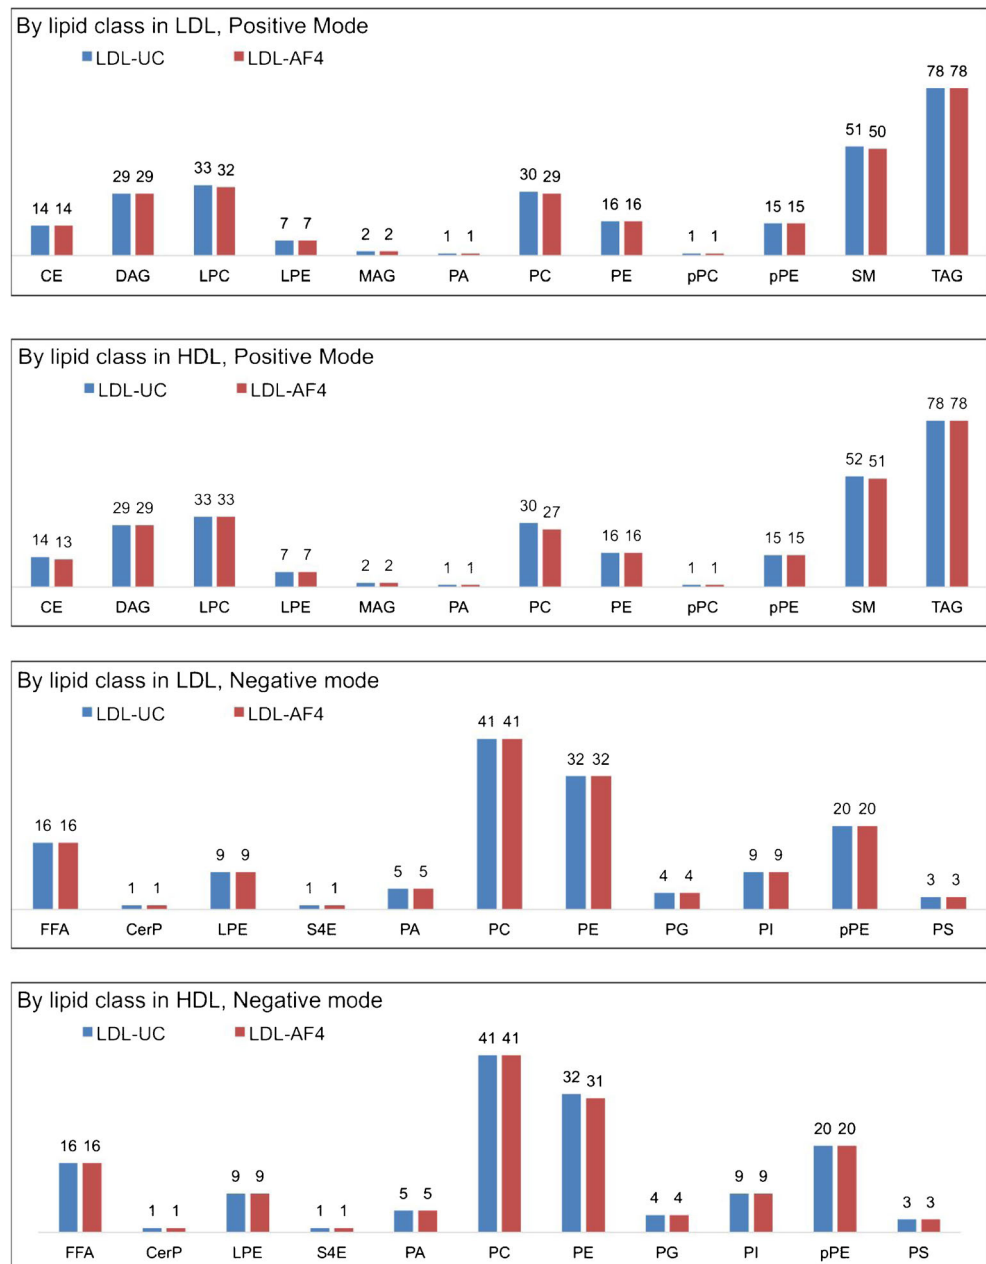 By lipid class in LDL, Positive Mode
LDL-UC LDL-AF4
14 14 29 29 33 32 7 7 2 2 1 1 30 29 16 16 1 1 15 15 51 50 78 78
CE DAG LPC LPE MAG PA PC PE pPC pPE SM TAG
By lipid class in HDL, Positive Mode
LDL-UC LDL-AF4
14 13 29 29 33 33 7 7 2 2 1 1 30 27 16 16 1 1 15 15 52 51 78 78
CE DAG LPC LPE MAG PA PC PE pPC pPE SM TAG
By lipid class in LDL, Negative mode
LDL-UC LDL-AF4
16 16 1 1 9 9 1 1 5 5 41 41 32 32 4 4 9 9 20 20 3 3
FFA CerP LPE S4E PA PC PE PG PI pPE PS
By lipid class in HDL, Negative mode
LDL-UC LDL-AF4
16 16 1 1 9 9 1 1 5 5 41 41 32 31 4 4 9 9 20 20 3 3
FFA CerP LPE S4E PA PC PE PG PI pPE PS